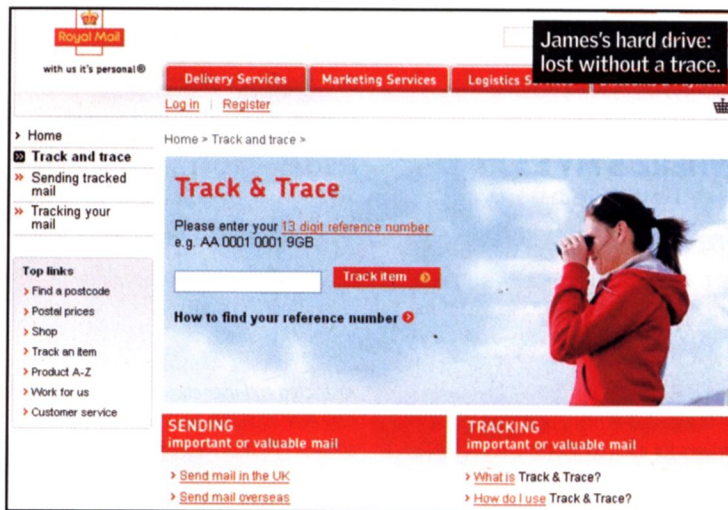 Royal Mail
with us it's personal®
James's hard drive:
lost without a trace.
Delivery Services
Marketing Services
Logistics
Log in | Register
> Home
Track and trace
Sending tracked
mail
Tracking your
mail
Top links
> Find a postcode
> Postal prices
> Shop
> Track an item
> Product A-Z
> Work for us
> Customer service
Home > Track and trace >
Track & Trace
Please enter your 13 digit reference number
e.g. AA 0001 0001 9GB
Track item
How to find your reference number
SENDING
important or valuable mail
> Send mail in the UK
> Send mail overseas
TRACKING
important or valuable mail
> What is Track & Trace?
> How do I use Track & Trace?